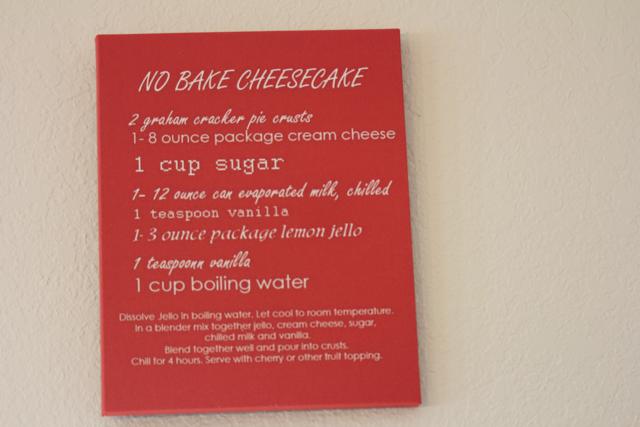 NO BAKE CHEESECAKE
2 graham cracker pie crusts
1- 8 ounce package cream cheese
1 cup sugar
1- 12 ounce can evaporated milk, chilled
1 teaspoon vanilla
1- 3 ounce package lemon jello
1 teaspoonn vanilla
1 cup boiling water
Dissolve Jello in boiling water. Let cool to room temperature.
In a blender mix together jello, cream cheese, sugar,
chilled milk and vanilla.
Blend together well and pour into crusts.
Chill for 4 hours. Serve with cherry or other fruit topping.